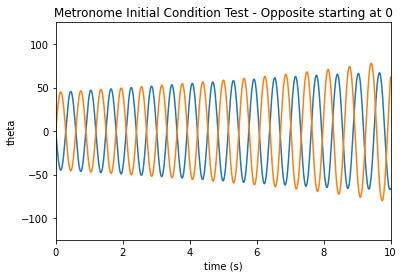 Metronome Initial Condition Test - Opposite starting at 0
100
50
0
−50
−100
theta
0 2 4 6 8 10
time (s)